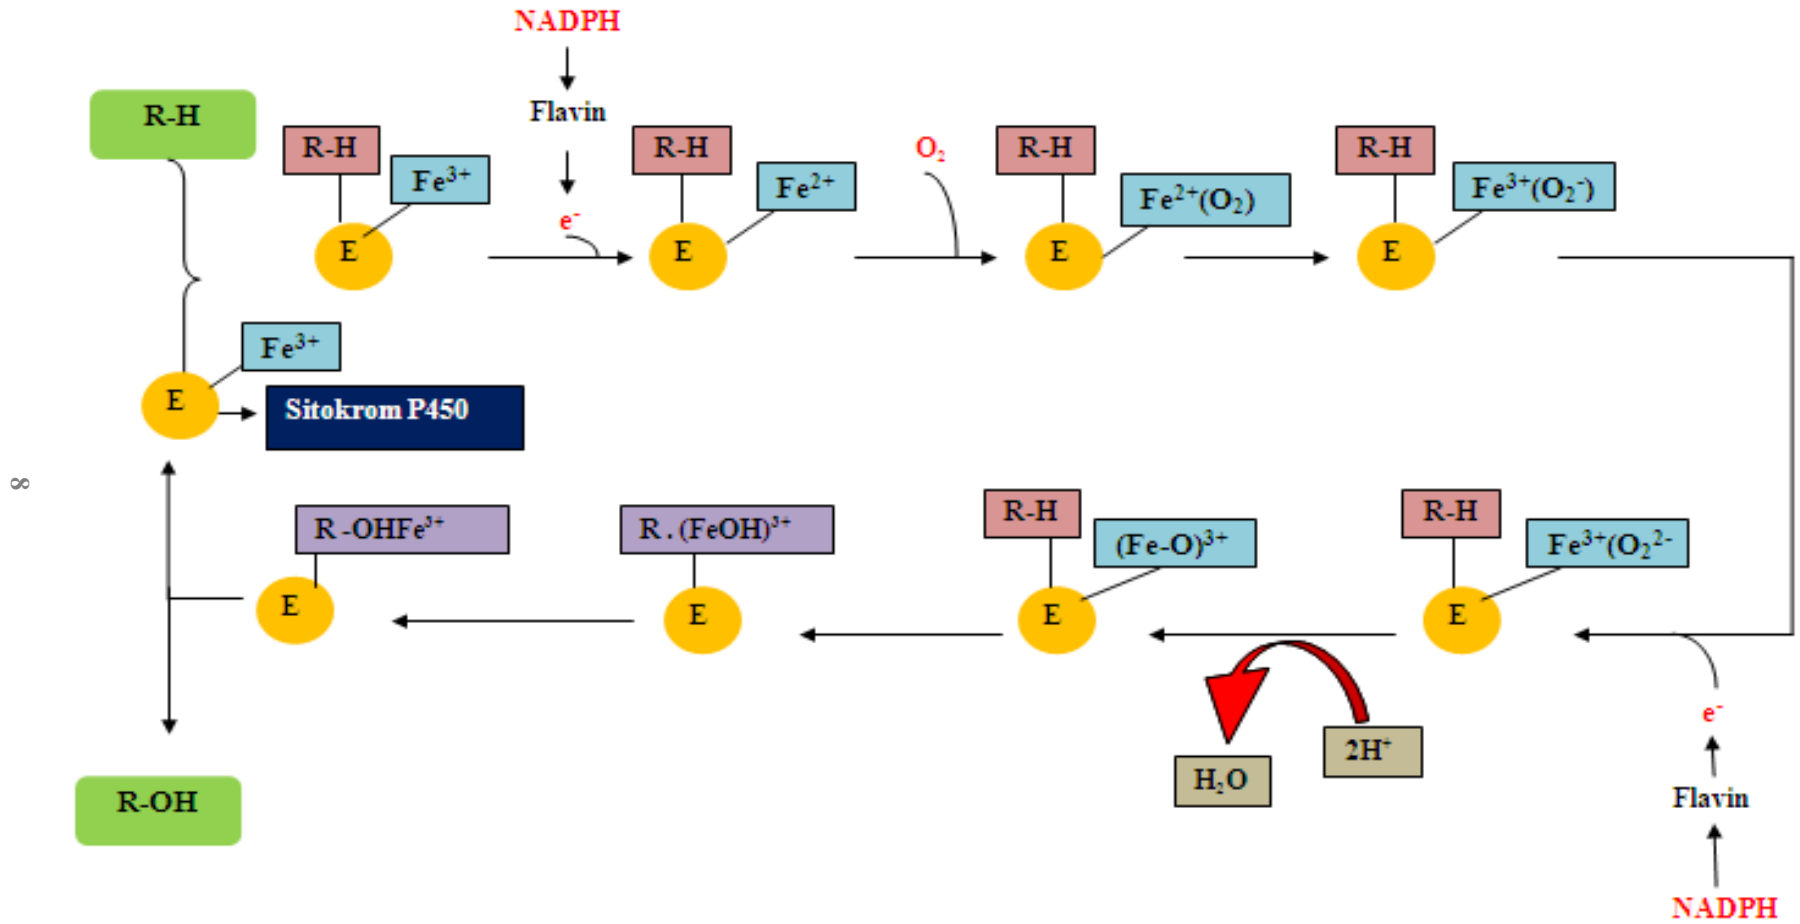 NADPH
Flavin
e⁻
R-H
R-H
Fe³⁺
E
R-H
Fe²⁺
E
O₂
R-H
Fe²⁺(O₂)
E
R-H
Fe³⁺(O₂⁻)
E
Fe³⁺
E
Sitokrom P450
8
R-OHFe³⁺
E
R.(FeOH)³⁺
E
R-H
(Fe-O)³⁺
E
R-H
Fe³⁺(O₂²⁻
E
H₂O
2H⁺
e⁻
Flavin
NADPH
R-OH